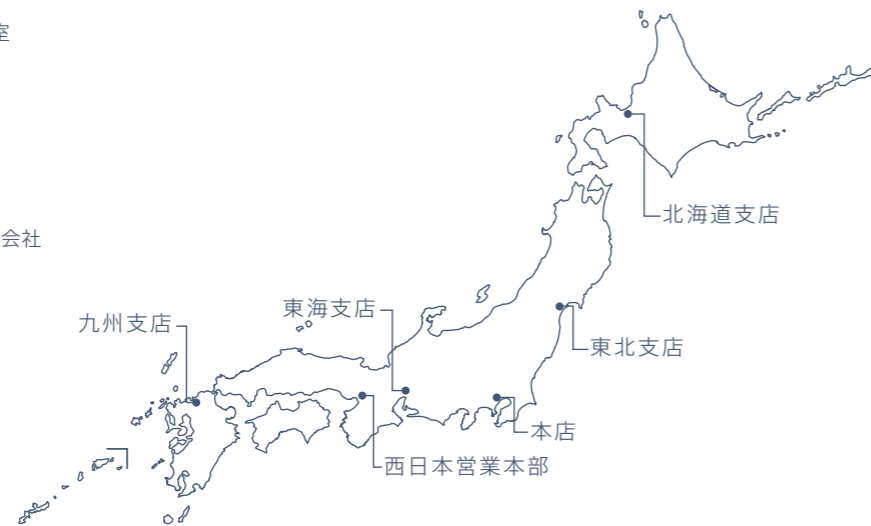 室
北海道支店
会社
東海支店
九州支店
東北支店
本店
西日本営業本部